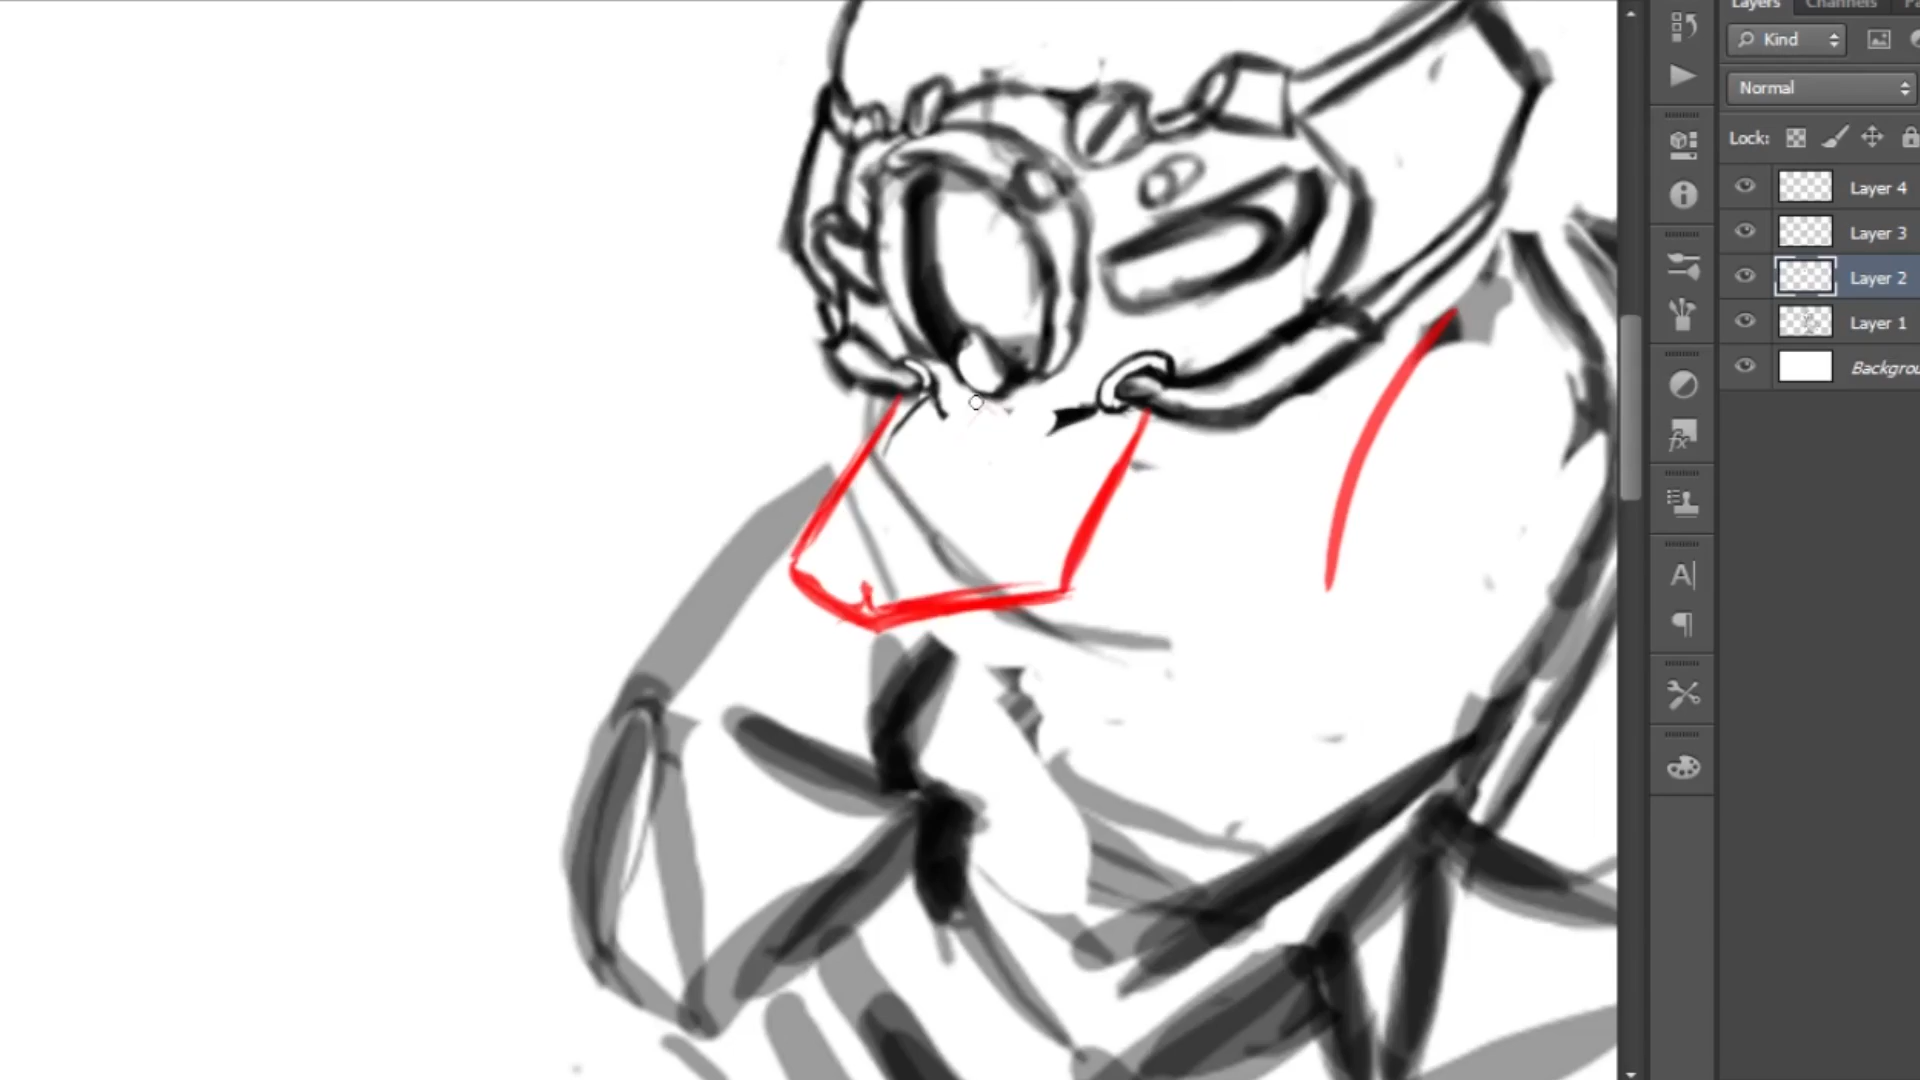 Layers Channels
Kind
Normal
Lock:
Layer 4
Layer 3
Layer 2
Layer 1
Backgrou